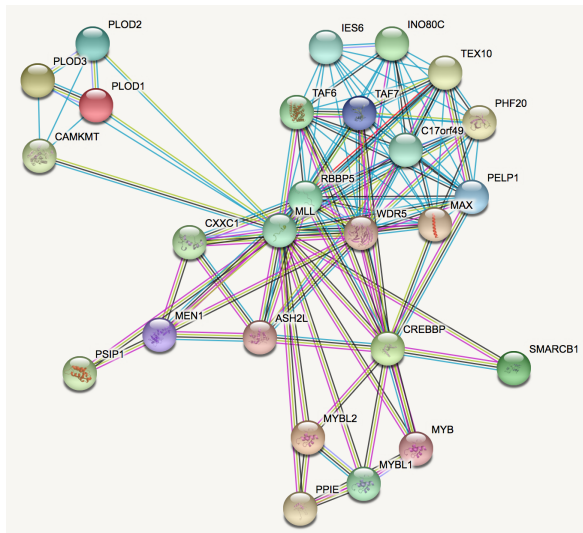 PLOD2
IES6
INO80C
PLOD3
TEX10
PLOD1
TAF6
TAF7
PHF20
C17orf49
CAMKMT
RBBP5
PELP1
MLL
MAX
CXXC1
WDR5
MEN1
ASH2L
CREBBP
PSIP1
SMARCB1
MYBL2
MYB
MYBL1
PPIE